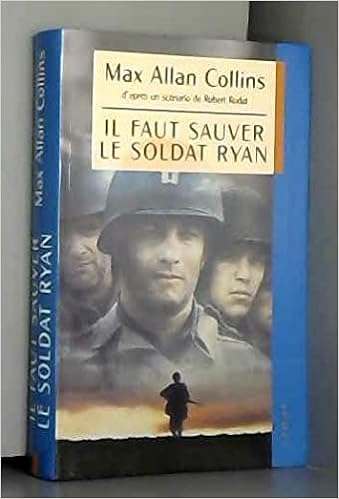 Max Allan Collins
d'après un scénario de Robert Rodat
IL FAUT SAUVER
LE SOLDAT RYAN
Max Allan Collins
IL FAUT SAUVER
LE SOLDAT RYAN